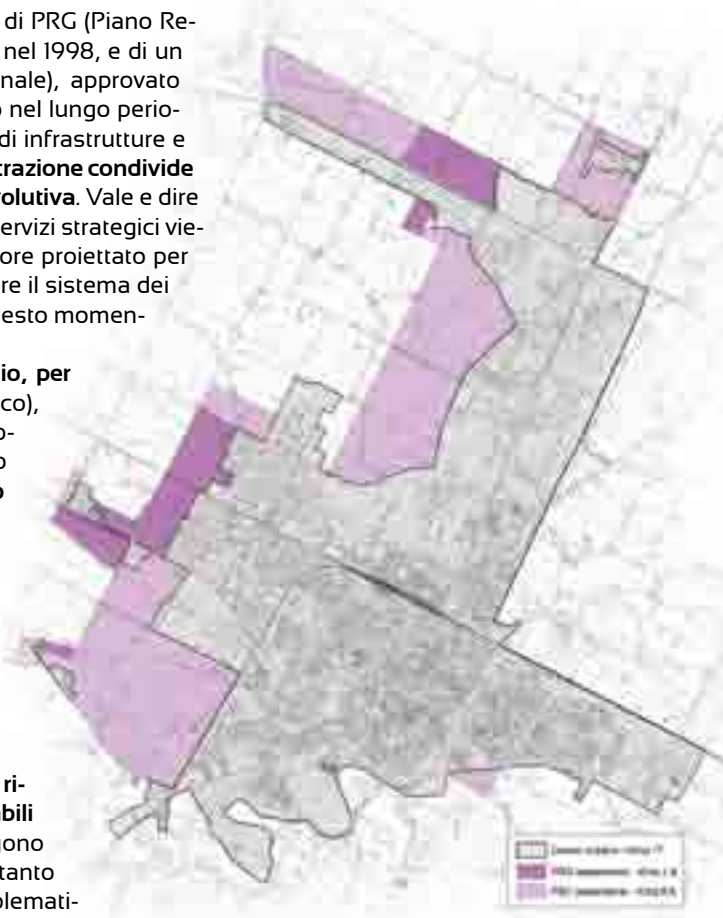 di PRG (Piano Re-
nel 1998, e di un
nale), approvato
o nel lungo perio-
di infrastrutture e
trazione condivide
volutiva. Vale e dire
ervizi strategici vie-
ore proiettato per
re il sistema dei
esto momen-
io, per
co),
o-
o
o
ri-
bili
gono
tanto
lemati-